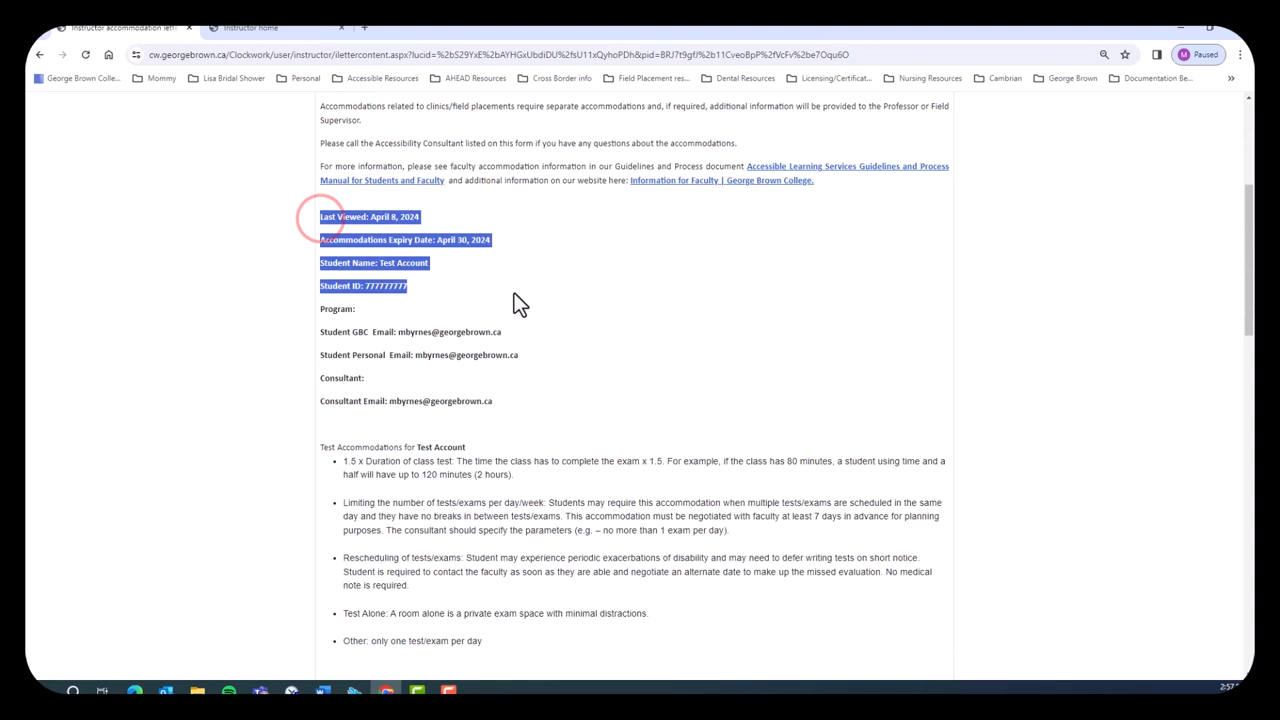 Instructor accommodation lett
Instructor home
cw.georgebrown.ca/Clockwork/user/instructor/ilettercontent.aspx?lucid=%2bS29YxE%2bAYHGxUbdiDU%2fsU11xQyhoPDh&pid=BRJ7t9gfJ%2b11CveoBpP%2fVcFv%2be7Oqu6O
M Paused
George Brown Colle...
Mommy
Lisa Bridal Shower
Personal
Accessible Resources
AHEAD Resources
Cross Border info
Field Placement res...
Dental Resources
Licensing/Certificat...
Nursing Resources
Cambrian
George Brown
Documentation Be...
Accommodations related to clinics/field placements require separate accommodations and, if required, additional information will be provided to the Professor or Field
Supervisor.
Please call the Accessibility Consultant listed on this form if you have any questions about the accommodations.
For more information, please see faculty accommodation information in our Guidelines and Process document Accessible Learning Services Guidelines and Process
Manual for Students and Faculty and additional information on our website here: Information for Faculty | George Brown College.
Last Viewed: April 8, 2024
Accommodations Expiry Date: April 30, 2024
Student Name: Test Account
Student ID: 777777777
Program:
Student GBC Email: mbyrnes@georgebrown.ca
Student Personal Email: mbyrnes@georgebrown.ca
Consultant:
Consultant Email: mbyrnes@georgebrown.ca
Test Accommodations for Test Account
• 1.5 x Duration of class test: The time the class has to complete the exam x 1.5. For example, if the class has 80 minutes, a student using time and a
half will have up to 120 minutes (2 hours).
• Limiting the number of tests/exams per day/week: Students may require this accommodation when multiple tests/exams are scheduled in the same
day and they have no breaks in between tests/exams. This accommodation must be negotiated with faculty at least 7 days in advance for planning
purposes. The consultant should specify the parameters (e.g. – no more than 1 exam per day).
• Rescheduling of tests/exams: Student may experience periodic exacerbations of disability and may need to defer writing tests on short notice.
Student is required to contact the faculty as soon as they are able and negotiate an alternate date to make up the missed evaluation. No medical
note is required.
• Test Alone: A room alone is a private exam space with minimal distractions.
• Other: only one test/exam per day
2:57